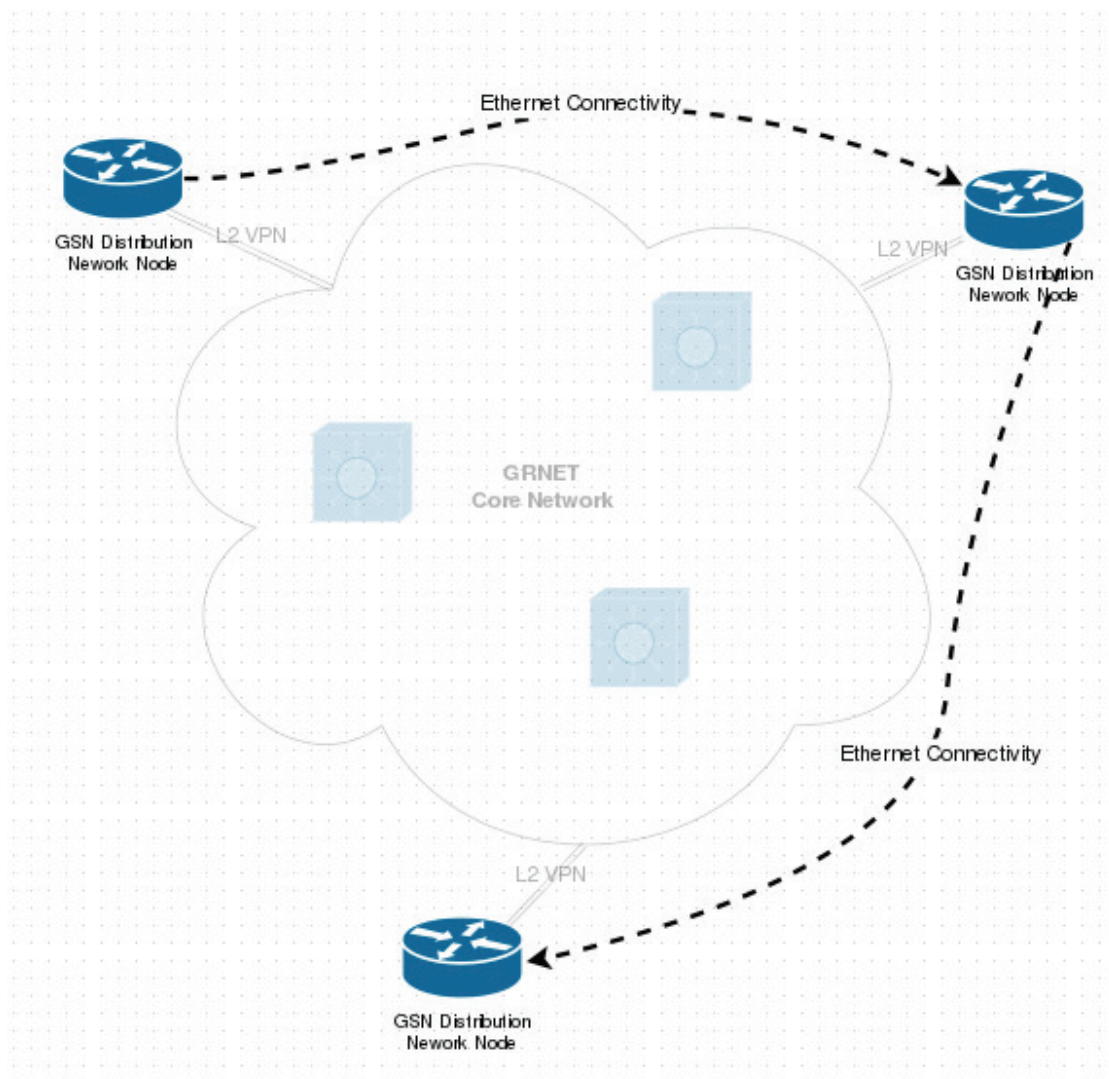 Ethernet Connectivity
GSN Distribution
Nework Node
L2 VPN
L2 VPN
GSN Distribution
Nework Node
GRNET
Core Network
Ethernet Connectivity
L2 VPN
GSN Distribution
Nework Node